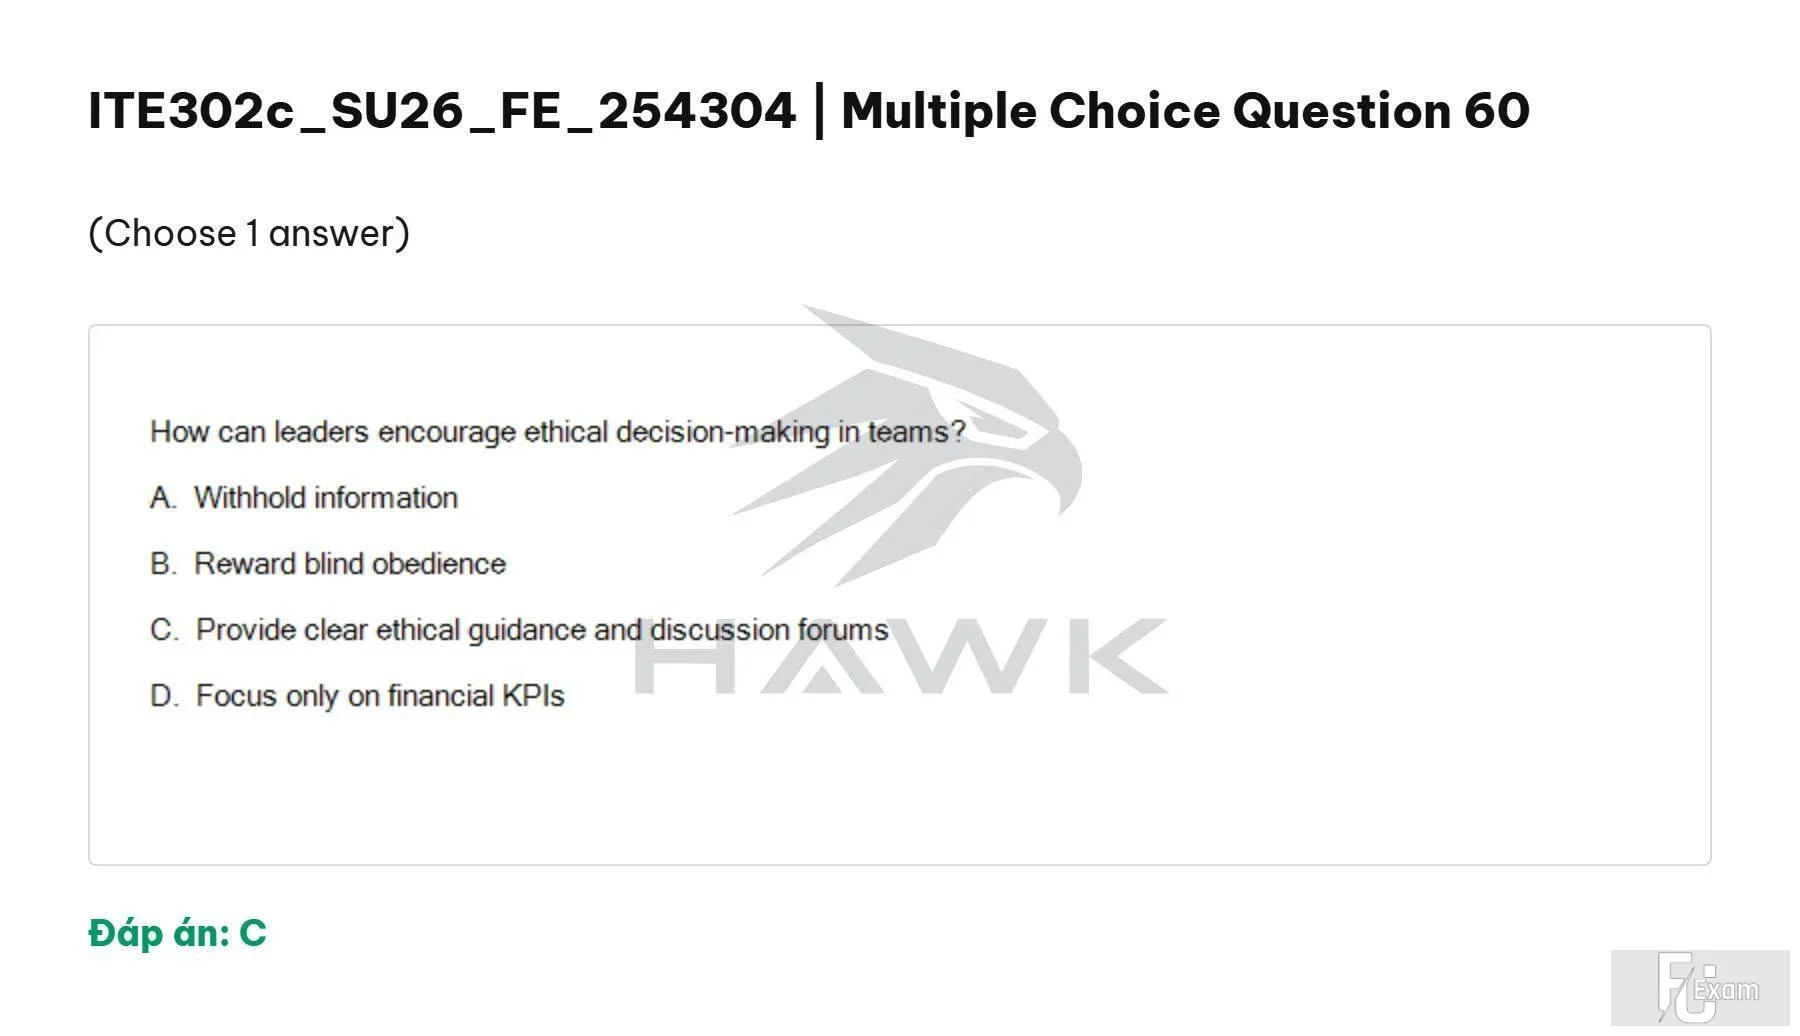 ITE302c_SU26_FE_254304 | Multiple Choice Question 60
(Choose 1 answer)
How can leaders encourage ethical decision-making in teams?
A. Withhold information
B. Reward blind obedience
C. Provide clear ethical guidance and discussion forums
D. Focus only on financial KPIs
HAWK
Đáp án: C
FU Exam